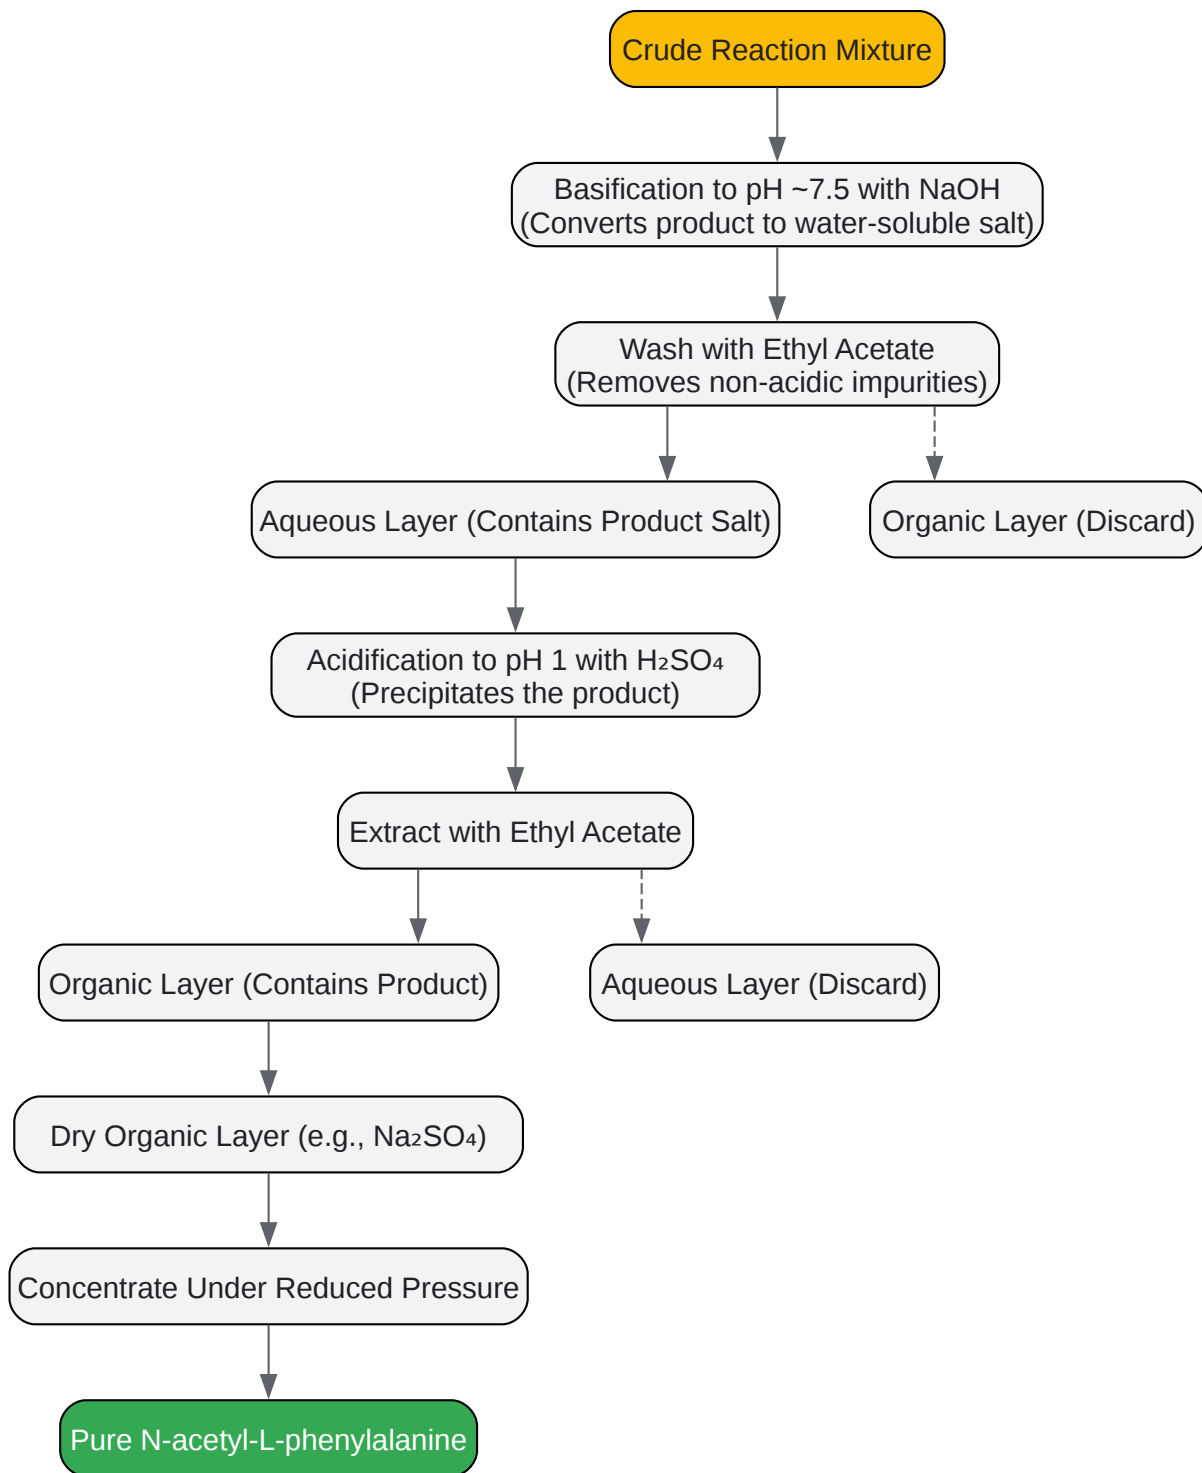 Crude Reaction Mixture
Basification to pH ~7.5 with NaOH
(Converts product to water-soluble salt)
Wash with Ethyl Acetate
(Removes non-acidic impurities)
Aqueous Layer (Contains Product Salt)
Organic Layer (Discard)
Acidification to pH 1 with H₂SO₄
(Precipitates the product)
Extract with Ethyl Acetate
Organic Layer (Contains Product)
Aqueous Layer (Discard)
Dry Organic Layer (e.g., Na₂SO₄)
Concentrate Under Reduced Pressure
Pure N-acetyl-L-phenylalanine